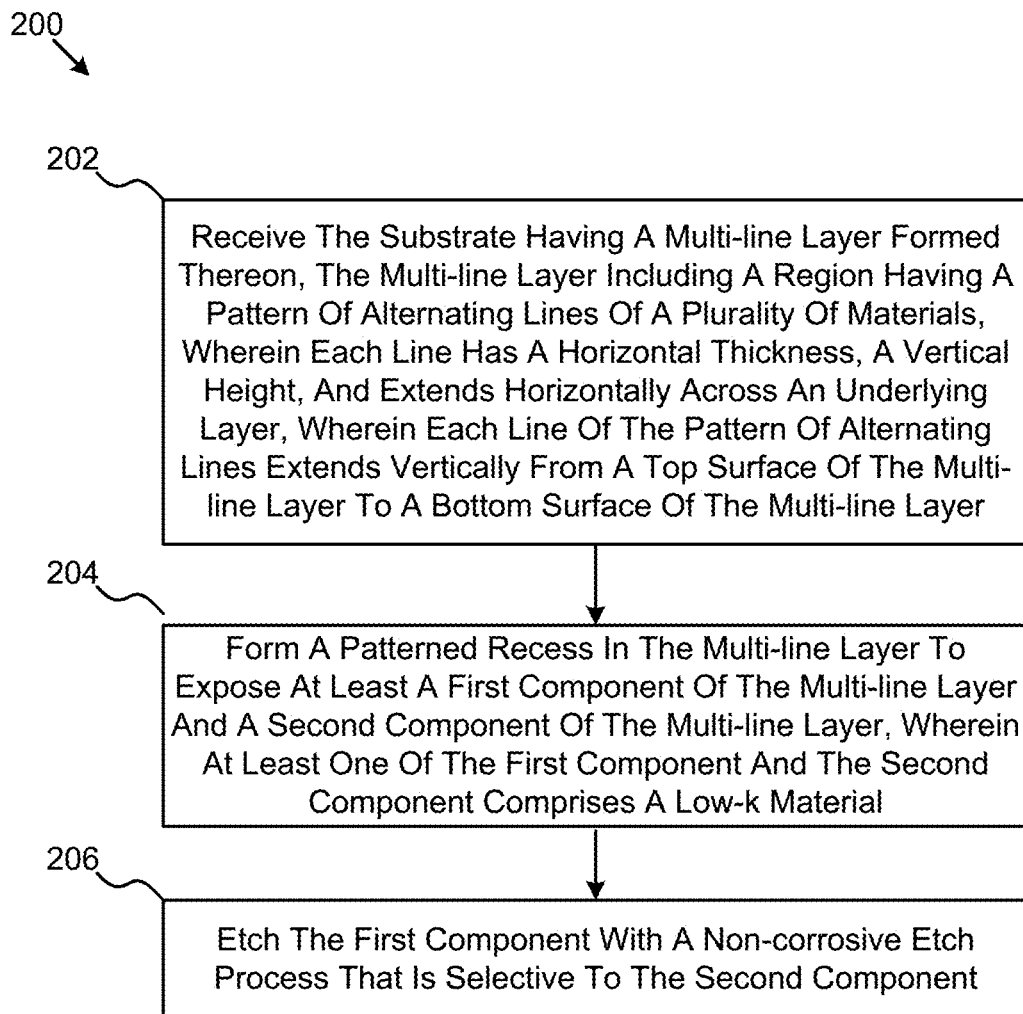 200
202
Receive The Substrate Having A Multi-line Layer Formed
Thereon, The Multi-line Layer Including A Region Having A
Pattern Of Alternating Lines Of A Plurality Of Materials,
Wherein Each Line Has A Horizontal Thickness, A Vertical
Height, And Extends Horizontally Across An Underlying
Layer, Wherein Each Line Of The Pattern Of Alternating
Lines Extends Vertically From A Top Surface Of The Multi-
line Layer To A Bottom Surface Of The Multi-line Layer
204
Form A Patterned Recess In The Multi-line Layer To
Expose At Least A First Component Of The Multi-line Layer
And A Second Component Of The Multi-line Layer, Wherein
At Least One Of The First Component And The Second
Component Comprises A Low-k Material
206
Etch The First Component With A Non-corrosive Etch
Process That Is Selective To The Second Component